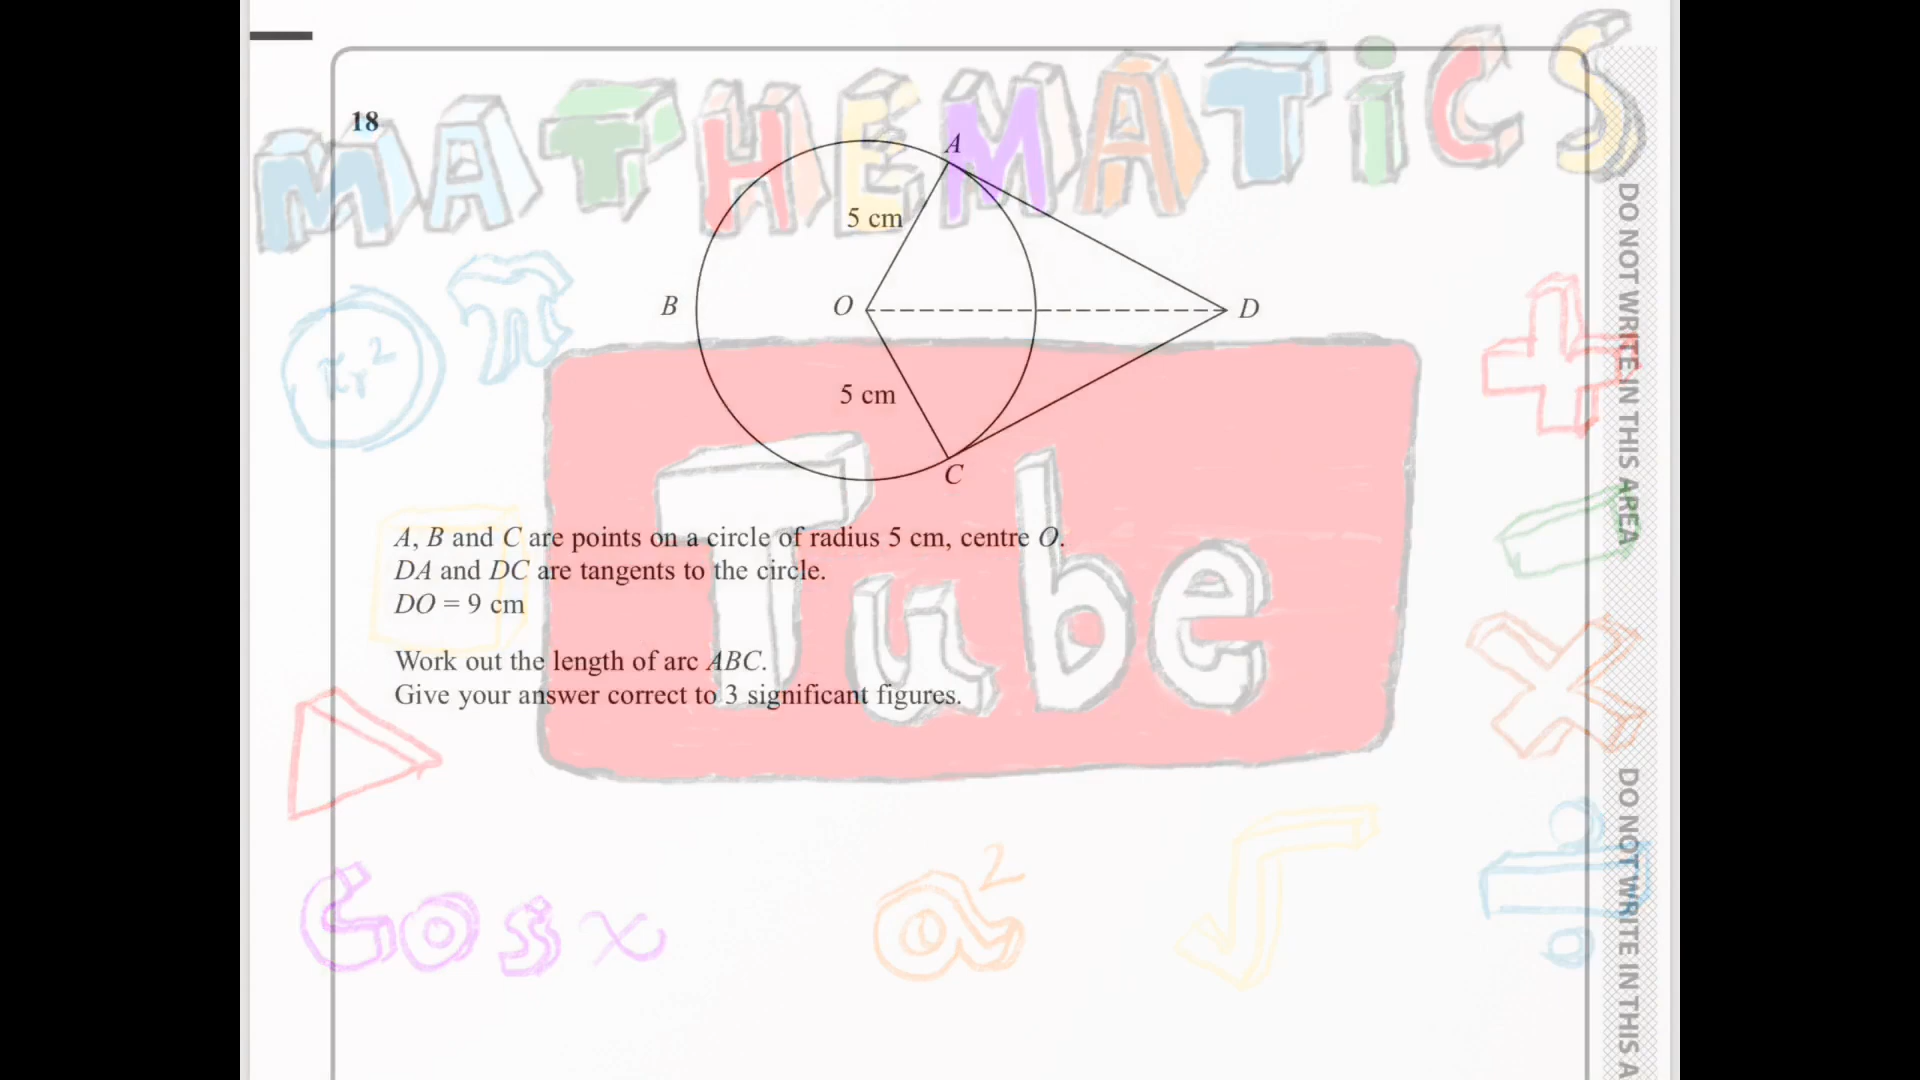 MATHEMATiCS
18
A
5 cm
B
O
D
5 cm
C
πr²
π
Tube
A, B and C are points on a circle of radius 5 cm, centre O.
DA and DC are tangents to the circle.
DO = 9 cm
Work out the length of arc ABC.
Give your answer correct to 3 significant figures.
Cos x
a²
√
+
−
×
÷
DO NOT WRITE IN THIS AREA
DO NOT WRITE IN THIS A